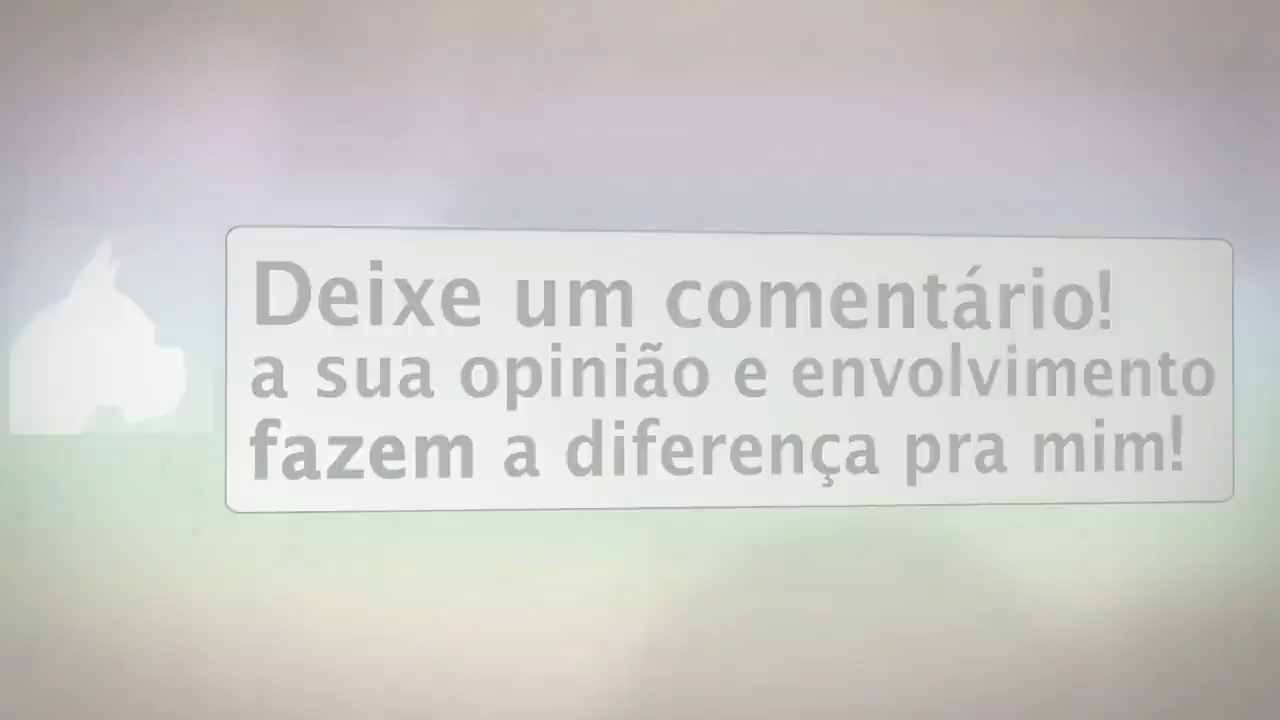 Deixe um comentário!
a sua opinião e envolvimento
fazem a diferença pra mim!